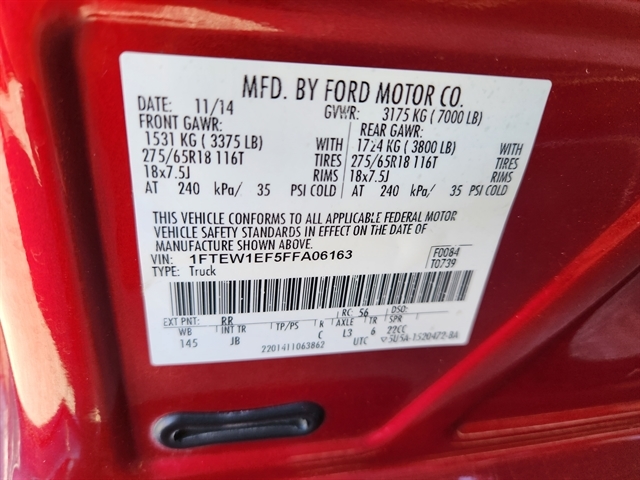 MFD. BY FORD MOTOR CO.
DATE: 11/14 GVWR: 3175 KG ( 7000 LB)
FRONT GAWR: REAR GAWR:
1531 KG ( 3375 LB) WITH 1724 KG ( 3800 LB) WITH
275/65R18 116T TIRES 275/65R18 116T TIRES
18x7.5J RIMS 18x7.5J RIMS
AT 240 kPa/ 35 PSI COLD AT 240 kPa/ 35 PSI COLD
THIS VEHICLE CONFORMS TO ALL APPLICABLE FEDERAL MOTOR
VEHICLE SAFETY STANDARDS IN EFFECT ON THE DATE OF
MANUFACTURE SHOWN ABOVE.
VIN: 1FTEW1EF5FFA06163 F0084
TYPE: Truck T0739
EXT PNT: RR RC: 56 DSO:
WB INT TR TP/PS R AXLE TR SPR
145 JB C L3 6 22CC
2201411063862 UTC 5U5A-1520472-BA